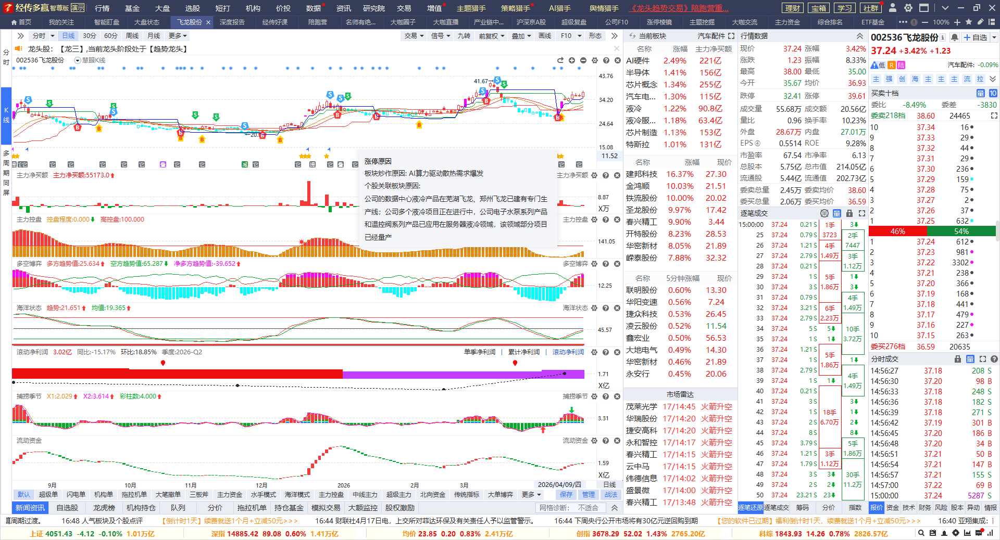 经传多赢 智尊版 演示 行情 基金 大盘 选股 短打 机构 价投 数据 资讯 研究院 交易 增值 主题猎手 策略猎手 AI猎手 舆情猎手 《龙头趋势交易》陪跑营重... 理财 宝箱 学习 社群
首页 我的关注 智能盯盘 大盘状态 飞龙股份 深度报告 经传好课 陪跑营 名师有绝... 大咖圈子 大咖直播 产业链中... 沪深京A股 超级复盘 公司F10 涨停棱镜 主题挖掘 大咖交流 主力资金 综合排名 ETF基金 100%
分时 日线 30分 60分 周线 月线 更多 交易 信号 九转 前复权 叠加 画线 F10 形态
分时
K线
多周期同屏
龙头股: 【龙三】,当前龙头阶段处于【趋势龙头】
002536 飞龙股份 慧眼K线
41.67
43.76
34.20
24.64
15.08
11.52
涨停原因
板块炒作原因: AI算力驱动散热需求爆发
个股关联板块原因:
公司的数据中心液冷产品在芜湖飞龙、郑州飞龙已建有专门生
产线；公司多个液冷项目正在进行中，公司电子水泵系列产品
和温控阀系列产品已应用在服务器液冷领域，该领域部分项目
已经量产
主力净买额 主力净买额:55173.0 主力净买额
8.87
X万
主力控盘 控盘程度:0.000 高控盘:100.000 主力控盘
141.05
多空博弈 多方趋势值:25.634 空方趋势值:65.287 净多方趋势值:-39.652 多空博弈
12.25
海洋状态 趋势:21.651 均值:19.365 海洋状态
45.57
滚动净利润 3.02亿 同比:-15.17% 环比:18.85% 季度:2026-Q2 单季净利润 | 累计净利润 | 滚动净利润
1.71
X亿
捕捞季节 X1:2.029 X2:3.614 彩柱数:4.000 捕捞季节
3.31
流动资金 流动资金
1.59
X亿
9月 10月 11月 12月 2026 2月 3月 2026/04/09/四 日线
默认 超级单 闪电单 机构单 拖拉机单 大笔撤单 三板斧 主力资金 水手模式 海洋模式 主力控盘 中线主力 超级主力 北向资金 传统指标 大单博弈 更多 保存 管理 战法
新闻资讯 自选股 龙虎榜 机构持仓 队列 分价 拖拉机单 持仓基金 模拟交易 大额监控 股权激励 网格诊断: 不适合
当前板块 汽车配件
名称 涨幅 主力净买额
AI硬件 2.49% 221亿
半导体 1.41% 156亿
芯片概念 1.34% 255亿
汽车电... 1.30% 115亿
液冷 1.22% 90.8亿
液冷服... 1.18% 63.4亿
芯片制造 1.13% 153亿
特斯拉 1.01% 131亿
名称 涨幅 现价
建邦科技 16.37% 27.30
金鸿顺 10.03% 21.51
铁流股份 10.00% 20.02
圣龙股份 9.97% 17.42
春兴精工 9.90% 3.44
开特股份 8.23% 28.53
华密新材 8.05% 21.89
嵘泰股份 7.88% 32.32
名称 5分钟涨幅 现价
联明股份 0.60% 13.30
华阳变速 0.56% 7.24
捷众科技 0.53% 26.45
凌云股份 0.52% 11.54
鑫宏业 0.50% 56.53
大地电气 0.49% 14.30
华密新材 0.46% 21.89
永安行 0.45% 20.06
市场雷达
茂莱光学 17/14:45 火箭升空
华瑞股份 17/14:20 火箭升空
捷安高科 17/14:20 火箭升空
永和智控 17/14:17 火箭升空
春兴精工 17/14:15 火箭升空
云中马 17/14:15 火箭升空
纬德信息 17/14:02 火箭升空
盛景微 17/14:00 火箭升空
春兴精工 17/13:48 火箭升空
行情数据
现价 37.24 涨幅 3.42%
涨跌 1.23 振幅 8.33%
最高 38.00 最低 35.00
今开 35.67 均价 36.93
跌停 32.41 涨停 39.61
成交量 55.68万 成交额 20.56亿
量比 0.96 换手率 10.23%
外盘 28.67万 内盘 27.01万
EPS④ 0.5514 ROE 9.28%
市盈率 67.54 市净率 6.13
总股本 5.75亿 总市值 214.05亿
流通股 5.44亿 流通值 202.73亿
委卖总量 2.45万 委卖均价 38.60
委买总量 2.06万 委买均价 36.59
逐笔成交 单 量
15:00:00 37.24 0.21 S
25 37.24 0.79 S
26 37.24 1.21 S
27 37.24 2.79 S
28 37.24 0.21 S
29 37.24 1 S
30 37.24 3 S
31 37.24 0.79 S
32 37.24 3.21 S
33 37.24 2.79 S
34 37.24 5 S
35 37.24 1 S
36 37.24 1.21 S
37 37.24 1 S
38 37.24 2.79 S
39 37.24 1 S
40 37.24 0.21 S
41 37.24 3 S
42 37.24 1 S
43 37.24 2 S
44 37.24 8 S
45 37.24 3.79 S
46 37.24 1.21 S
47 37.24 1.79 S
48 37.24 3 S
49 37.24 2 S
50 37.24 23.21 S
1手
3723
4手
1.49万
5手
1.86万
6手
2.23万
5
1
5手
1.86万
1
18手
6.70万
3手
1.12万
3
2
23
3
2手
7447
3手
1.12万
1
3
4手
1.49万
10手
3.72万
1
4手
1.49万
3
1
2
8
5手
1.86万
30手
11.2万
逐笔还原 逐笔成交 筹码 分价 指数
002536 飞龙股份 自选
37.24 +3.42% +1.23
低 R 陆 汽车配件: -0.09%
主 强 创 海 主 主 主 流 拉
买卖十档 量 10
委比 -8.49% 委差 -3830
委卖218档 38.60 24465
10 37.34 16
9 37.33 29
8 37.32 44
7 37.31 29
6 37.30 236
5 37.29 159
4 37.28 75
3 37.27 2
2 37.26 37
1 37.25 632
46% 54%
1 37.24 612
2 37.23 981
3 37.22 3302
4 37.21 238
5 37.20 366
6 37.19 168
7 37.18 441
8 37.17 479
9 37.16 227
10 37.15 263
委买276档 36.59 20635
分时成交 量
14:56:27 37.18 208 S
14:56:30 37.20 98 B
14:56:33 37.18 248 S
14:56:36 37.18 182 S
14:56:39 37.18 271 S
14:56:42 37.19 301 B
14:56:45 37.20 186 B
14:56:48 37.20 34 B
14:56:51 37.21 50 B
14:56:54 37.21 147 B
14:56:57 37.21 155 S
14:57:00 37.22 69 B
15:00:00 37.24 5287 S
报价 资金 技术 财务 风险 股本 异动 情报
算周期过渡。 16:48 人气板块及个股点评 【倒计时1天】续费就送1个月+立减50元>>> 16:44 财联社4月17日电，上交所对菲达环保及有关责任人予以监管警示。 16:44 下周央行公开市场将有30亿元逆回购到期 【您的软件已过期】福利倒计时1天，续费就送1个月+立减50元>>> 16:40 亚翔集成:
上证 4051.43 -4.12 -0.10% 1.01万亿 深指 14885.42 89.08 0.60% 1.41万亿 均价 23.85 0.20 0.83% 2.41万亿 创指 3678.29 52.02 1.43% 2765.20亿 科综 1843.93 14.26 0.78% 2826.57亿